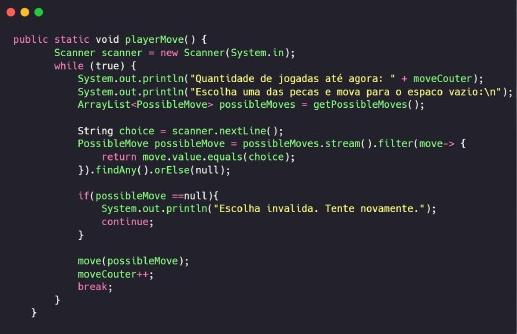 public static void playerMove() {
Scanner scanner = new Scanner(System.in);
while (true) {
System.out.println("Quantidade de jogadas até agora: " + moveCouter);
System.out.println("Escolha uma das pecas e mova para o espaco vazio:\n");
ArrayList<PossibleMove> possibleMoves = getPossibleMoves();
String choice = scanner.nextLine();
PossibleMove possibleMove = possibleMoves.stream().filter(move-> {
return move.value.equals(choice);
}).findAny().orElse(null);
if(possibleMove ==null){
System.out.println("Escolha invalida. Tente novamente.");
continue;
}
move(possibleMove);
moveCouter++;
break;
}
}